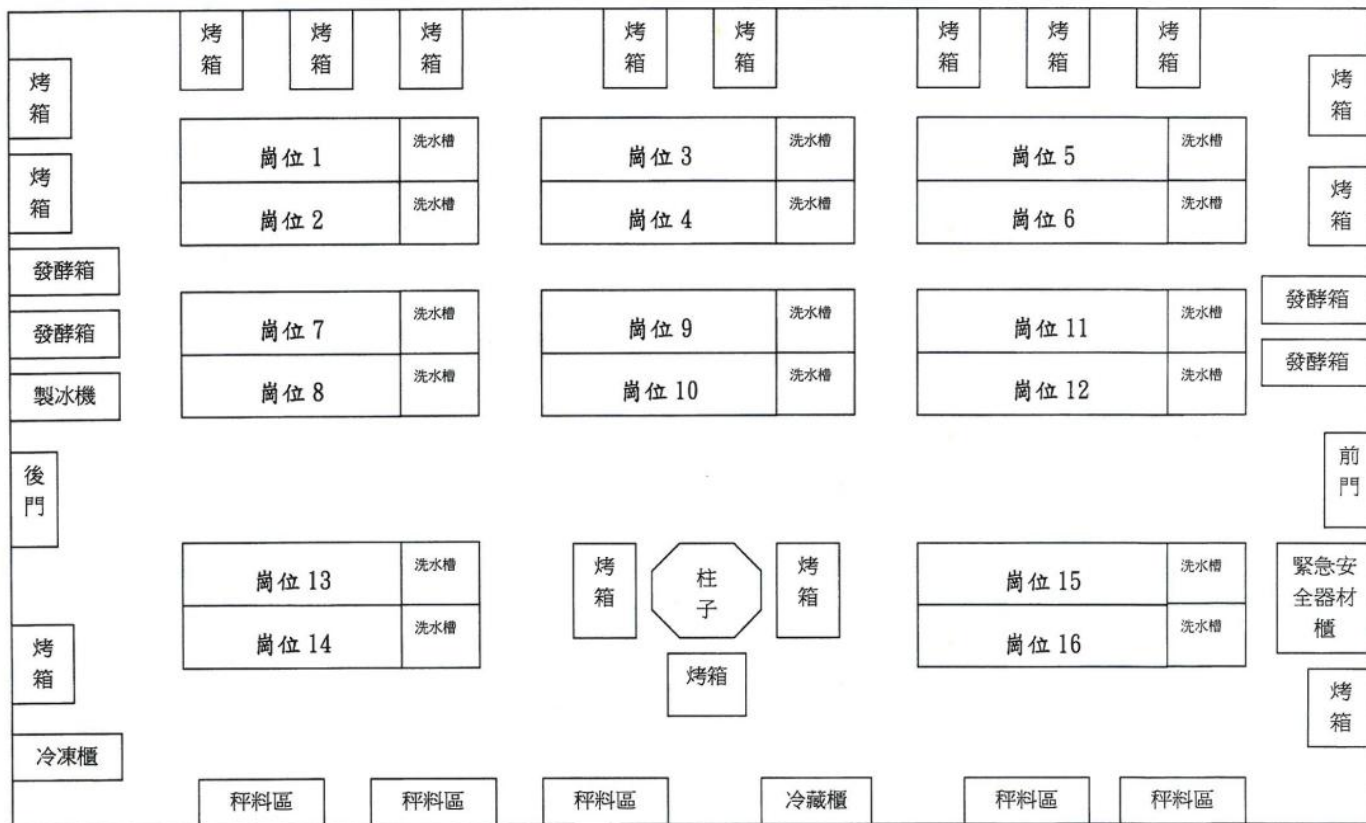 烤箱
烤箱
烤箱
烤箱
烤箱
烤箱
烤箱
烤箱
烤箱
烤箱
崗位 1
洗水槽
崗位 3
洗水槽
崗位 5
洗水槽
烤箱
烤箱
崗位 2
洗水槽
崗位 4
洗水槽
崗位 6
洗水槽
發酵箱
發酵箱
發酵箱
崗位 7
洗水槽
崗位 9
洗水槽
崗位 11
洗水槽
發酵箱
製冰機
崗位 8
洗水槽
崗位 10
洗水槽
崗位 12
洗水槽
後門
前門
崗位 13
洗水槽
烤箱
柱子
烤箱
崗位 15
洗水槽
緊急安
全器材
櫃
崗位 14
洗水槽
崗位 16
洗水槽
烤箱
烤箱
烤箱
冷凍櫃
秤料區
秤料區
秤料區
冷藏櫃
秤料區
秤料區